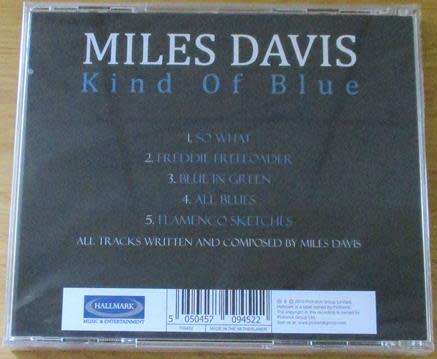 MILES DAVIS
Kind Of Blue
1. SO WHAT
2. FREDDIE FREELOADER
3. BLUE IN GREEN
4. ALL BLUES
5. FLAMENCO SKETCHES
ALL TRACKS WRITTEN AND COMPOSED BY MILES DAVIS
HALLMARK
MUSIC & ENTERTAINMENT
5 050457 094522
MADE IN THE NETHERLANDS